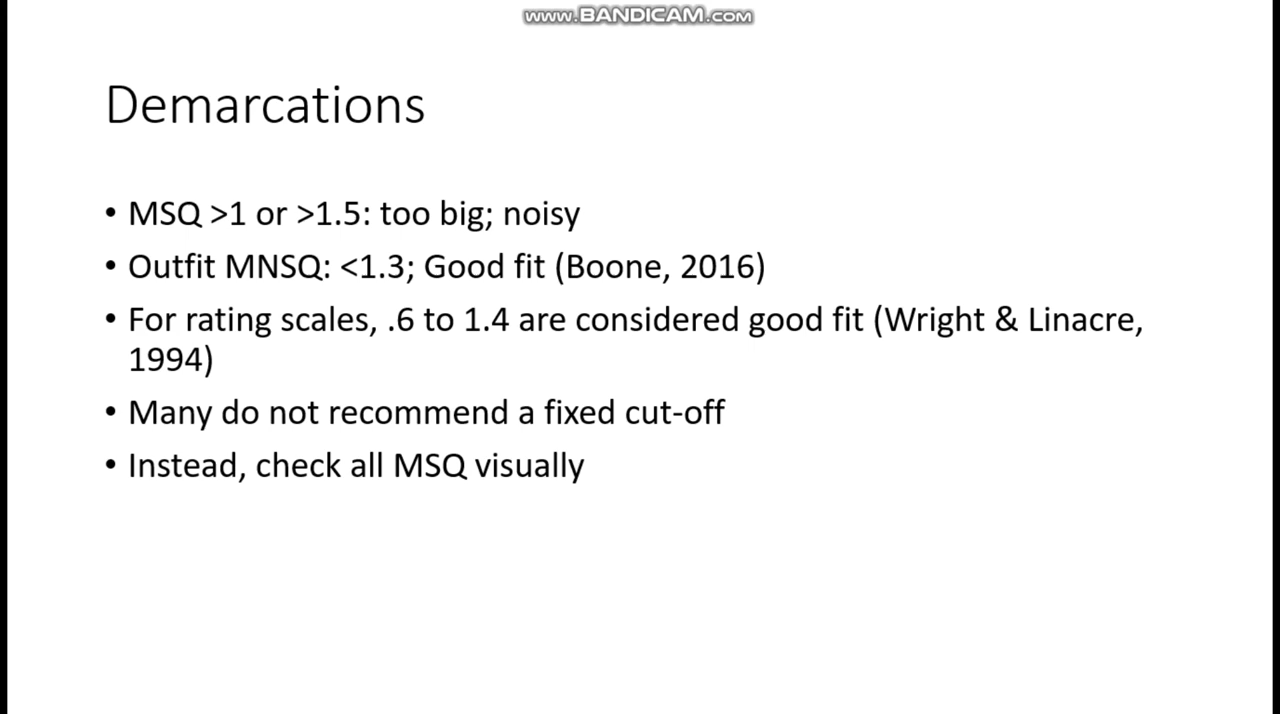 www.BANDICAM.com
Demarcations
• MSQ >1 or >1.5: too big; noisy
• Outfit MNSQ: <1.3; Good fit (Boone, 2016)
• For rating scales, .6 to 1.4 are considered good fit (Wright & Linacre,
1994)
• Many do not recommend a fixed cut-off
• Instead, check all MSQ visually